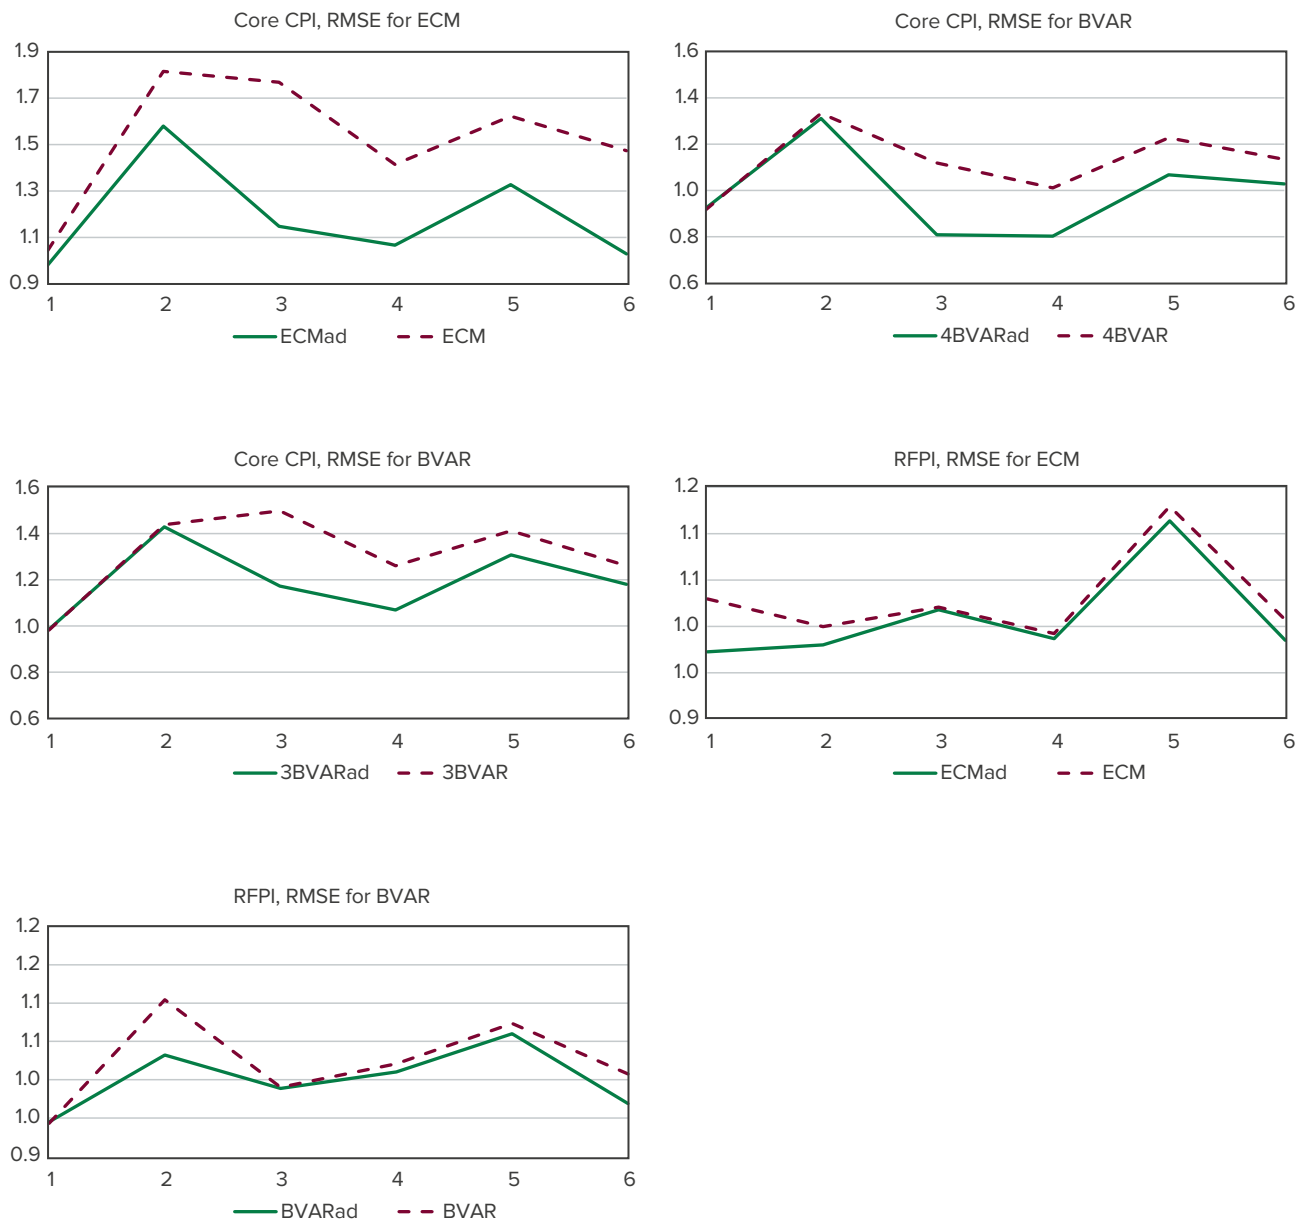 Core CPI, RMSE for ECM
1.9
1.7
1.5
1.3
1.1
0.9
1 2 3 4 5 6
ECMad ECM
Core CPI, RMSE for BVAR
1.6
1.4
1.2
1.0
0.8
0.6
1 2 3 4 5 6
4BVARad 4BVAR
Core CPI, RMSE for BVAR
1.6
1.4
1.2
1.0
0.8
0.6
1 2 3 4 5 6
3BVARad 3BVAR
RFPI, RMSE for ECM
1.2
1.1
1.1
1.0
1.0
0.9
1 2 3 4 5 6
ECMad ECM
RFPI, RMSE for BVAR
1.2
1.2
1.1
1.1
1.0
1.0
0.9
1 2 3 4 5 6
BVARad BVAR